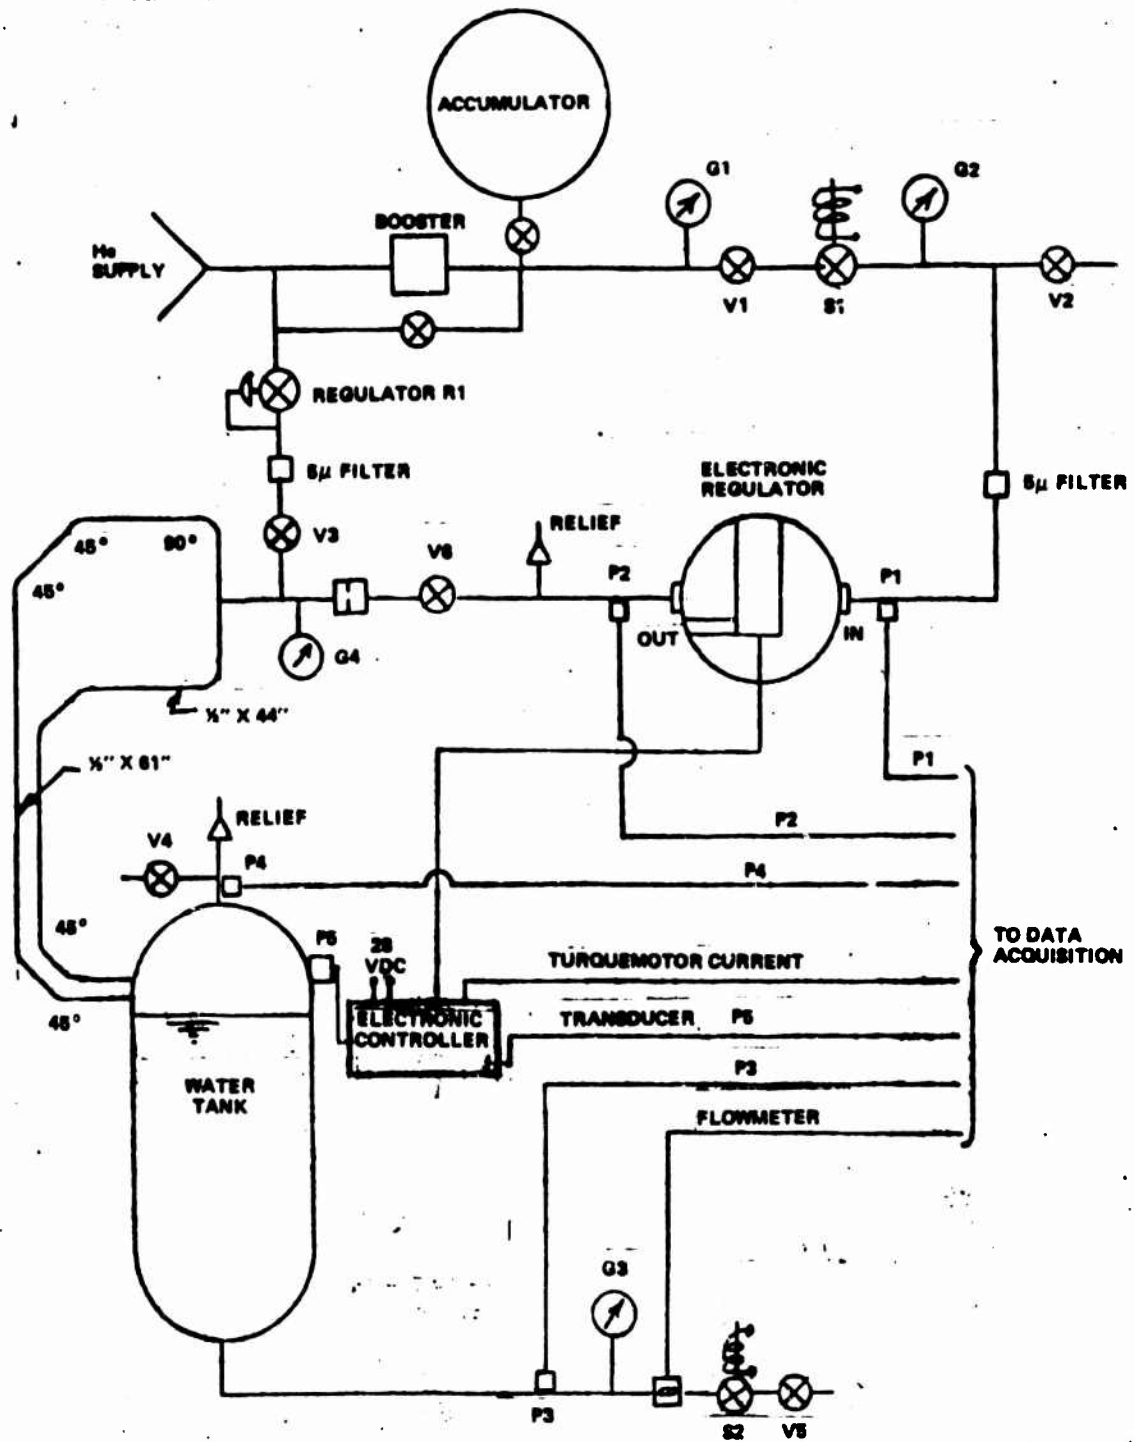 ACCUMULATOR
G1
G2
BOOSTER
He
SUPPLY
V1
S1
V2
REGULATOR R1
5μ FILTER
ELECTRONIC
REGULATOR
5μ FILTER
RELIEF
45°
90°
V3
V6
P2
P1
45°
OUT
IN
G4
½" X 44"
½" X 61"
P1
RELIEF
P2
V4
P4
P4
45°
TO DATA
ACQUISITION
P5
28
VDC
TURQUEMOTOR CURRENT
45°
ELECTRONIC
CONTROLLER
TRANSDUCER P5
WATER
TANK
P3
FLOWMETER
G3
P3
S2
V5